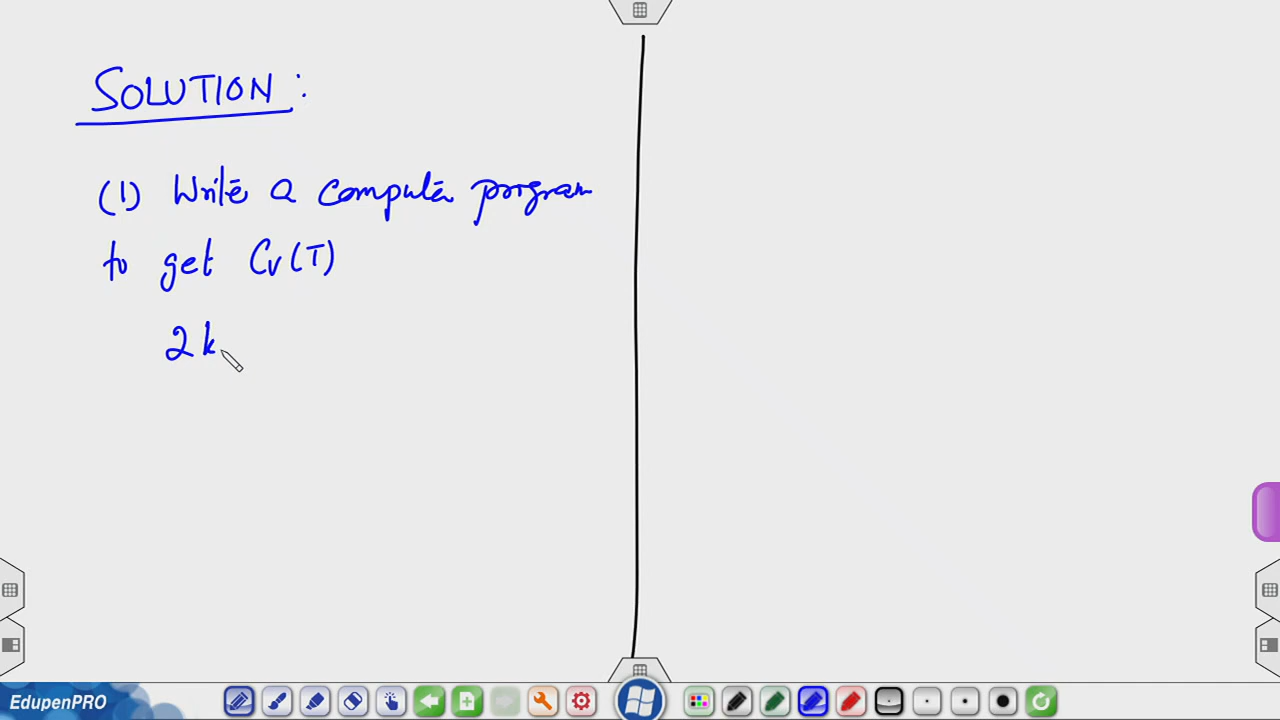 SOLUTION :
(1) Write a computer program
to get Cv(T)
2k
EdupenPRO